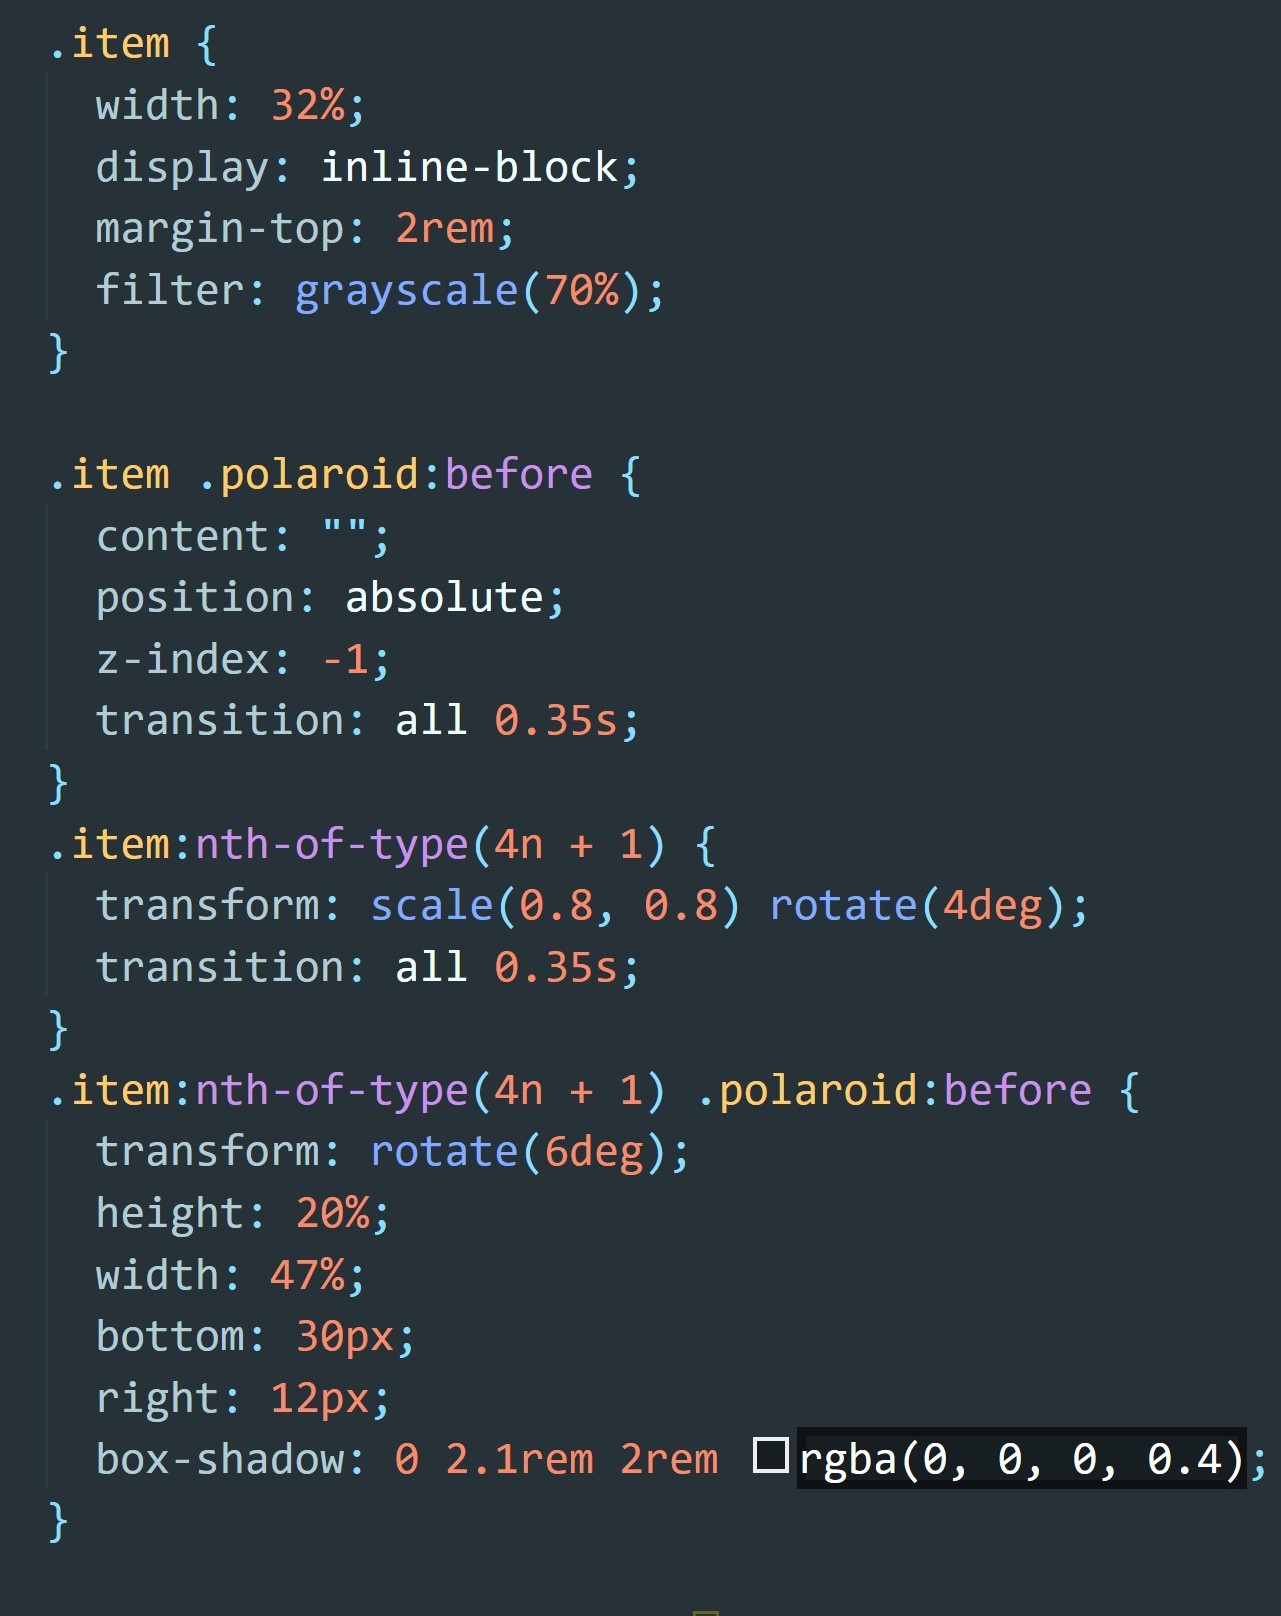 .item {
  width: 32%;
  display: inline-block;
  margin-top: 2rem;
  filter: grayscale(70%);
}

.item .polaroid:before {
  content: "";
  position: absolute;
  z-index: -1;
  transition: all 0.35s;
}
.item:nth-of-type(4n + 1) {
  transform: scale(0.8, 0.8) rotate(4deg);
  transition: all 0.35s;
}
.item:nth-of-type(4n + 1) .polaroid:before {
  transform: rotate(6deg);
  height: 20%;
  width: 47%;
  bottom: 30px;
  right: 12px;
  box-shadow: 0 2.1rem 2rem rgba(0, 0, 0, 0.4);
}